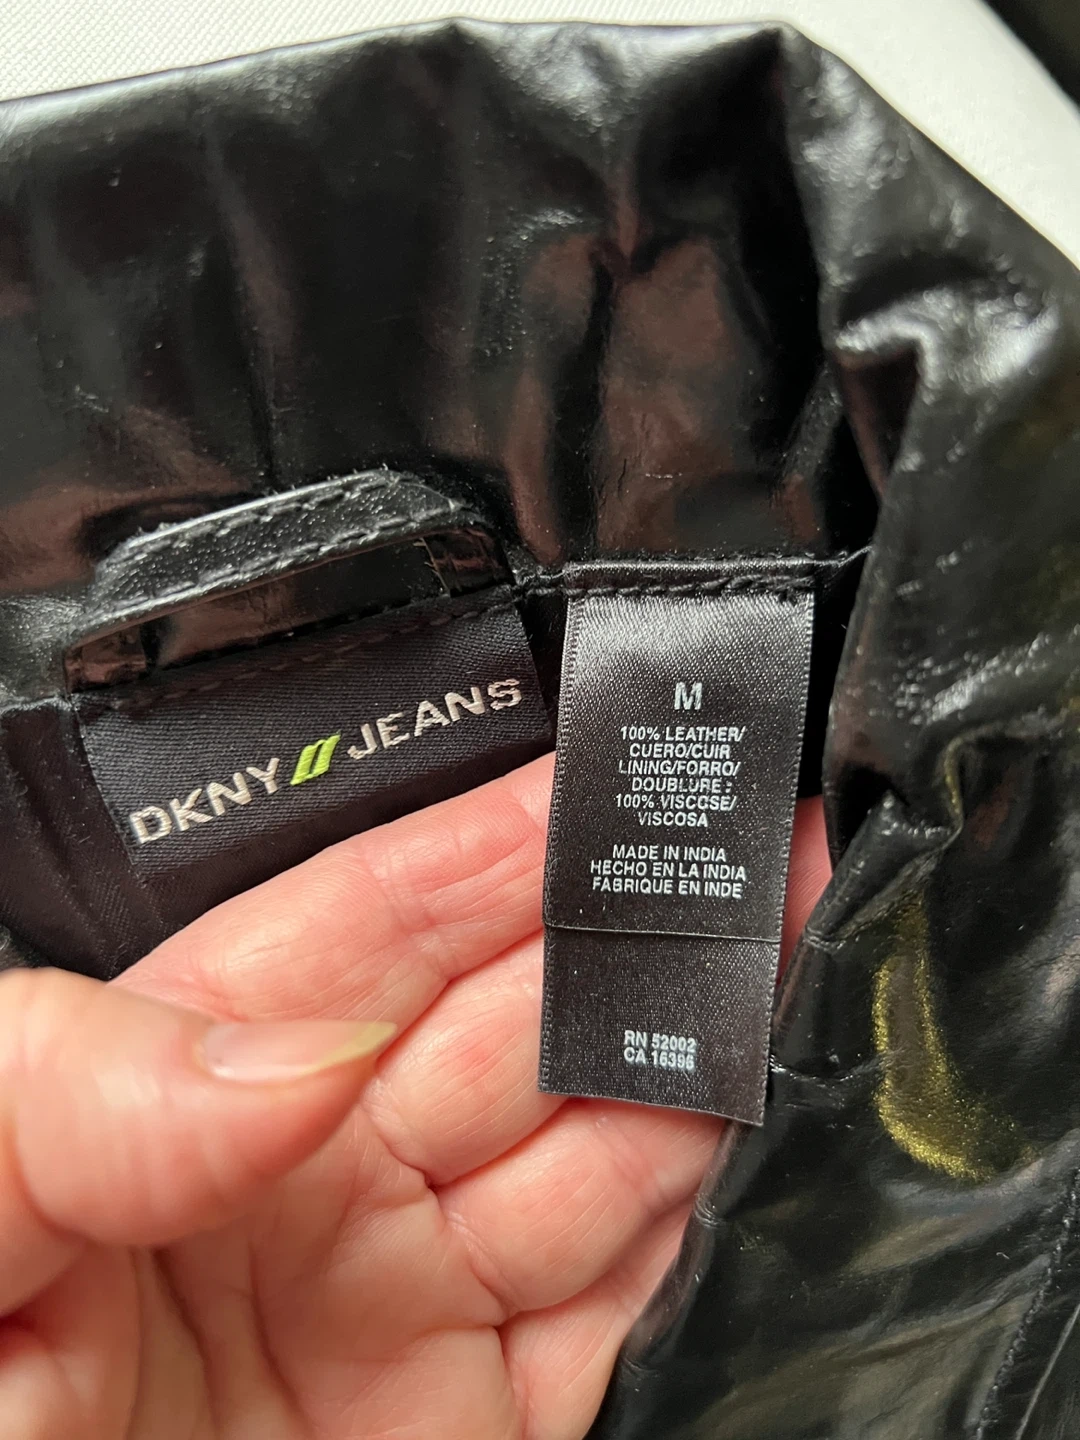 DKNY // JEANS
M
100% LEATHER/
CUERO/CUIR
LINING/FORRO/
DOUBLURE:
100% VISCOSE/
VISCOSA
MADE IN INDIA
HECHO EN LA INDIA
FABRIQUE EN INDE
RN 52002
CA 16396